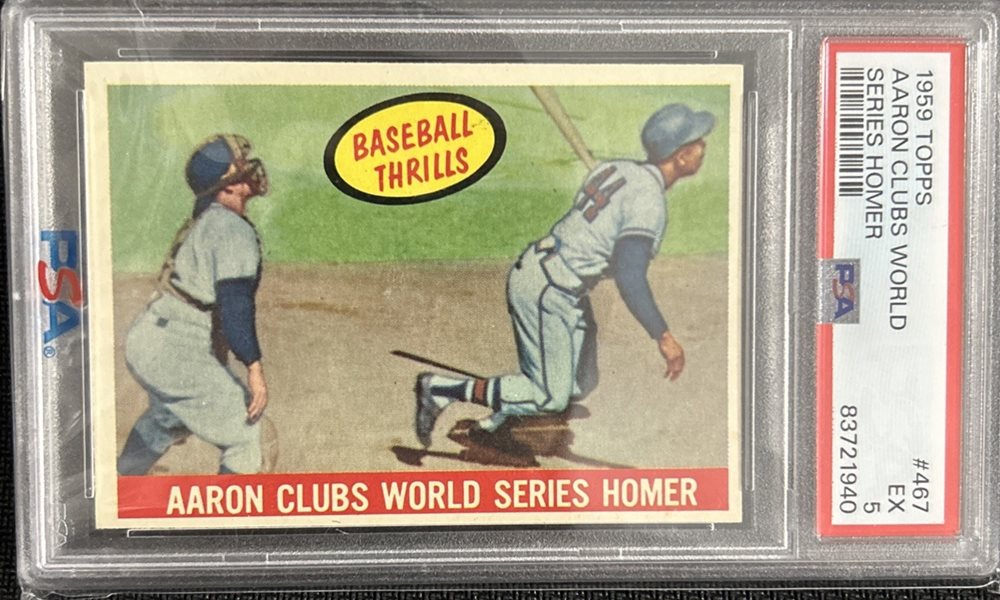 BASEBALL
THRILLS
44
AARON CLUBS WORLD SERIES HOMER
PSA®
1959 TOPPS
AARON CLUBS WORLD
SERIES HOMER
#467
EX
5
PSA
83721940